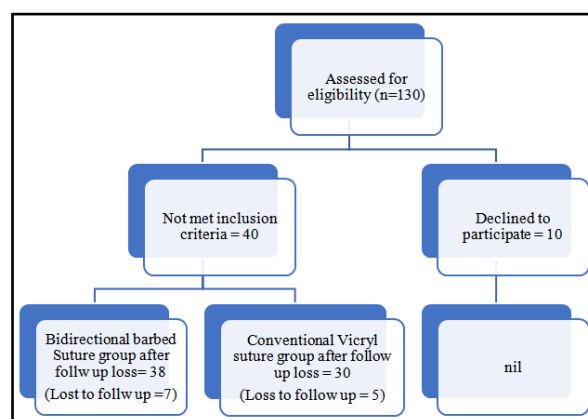 Assessed for
eligibility (n=130)
Not met inclusion
criteria = 40
Declined to
participate = 10
Bidirectional barbed
Suture group after
follw up loss= 38
(Lost to follw up =7)
Conventional Vicryl
suture group after follow
up loss = 30
(Loss to follow up = 5)
nil